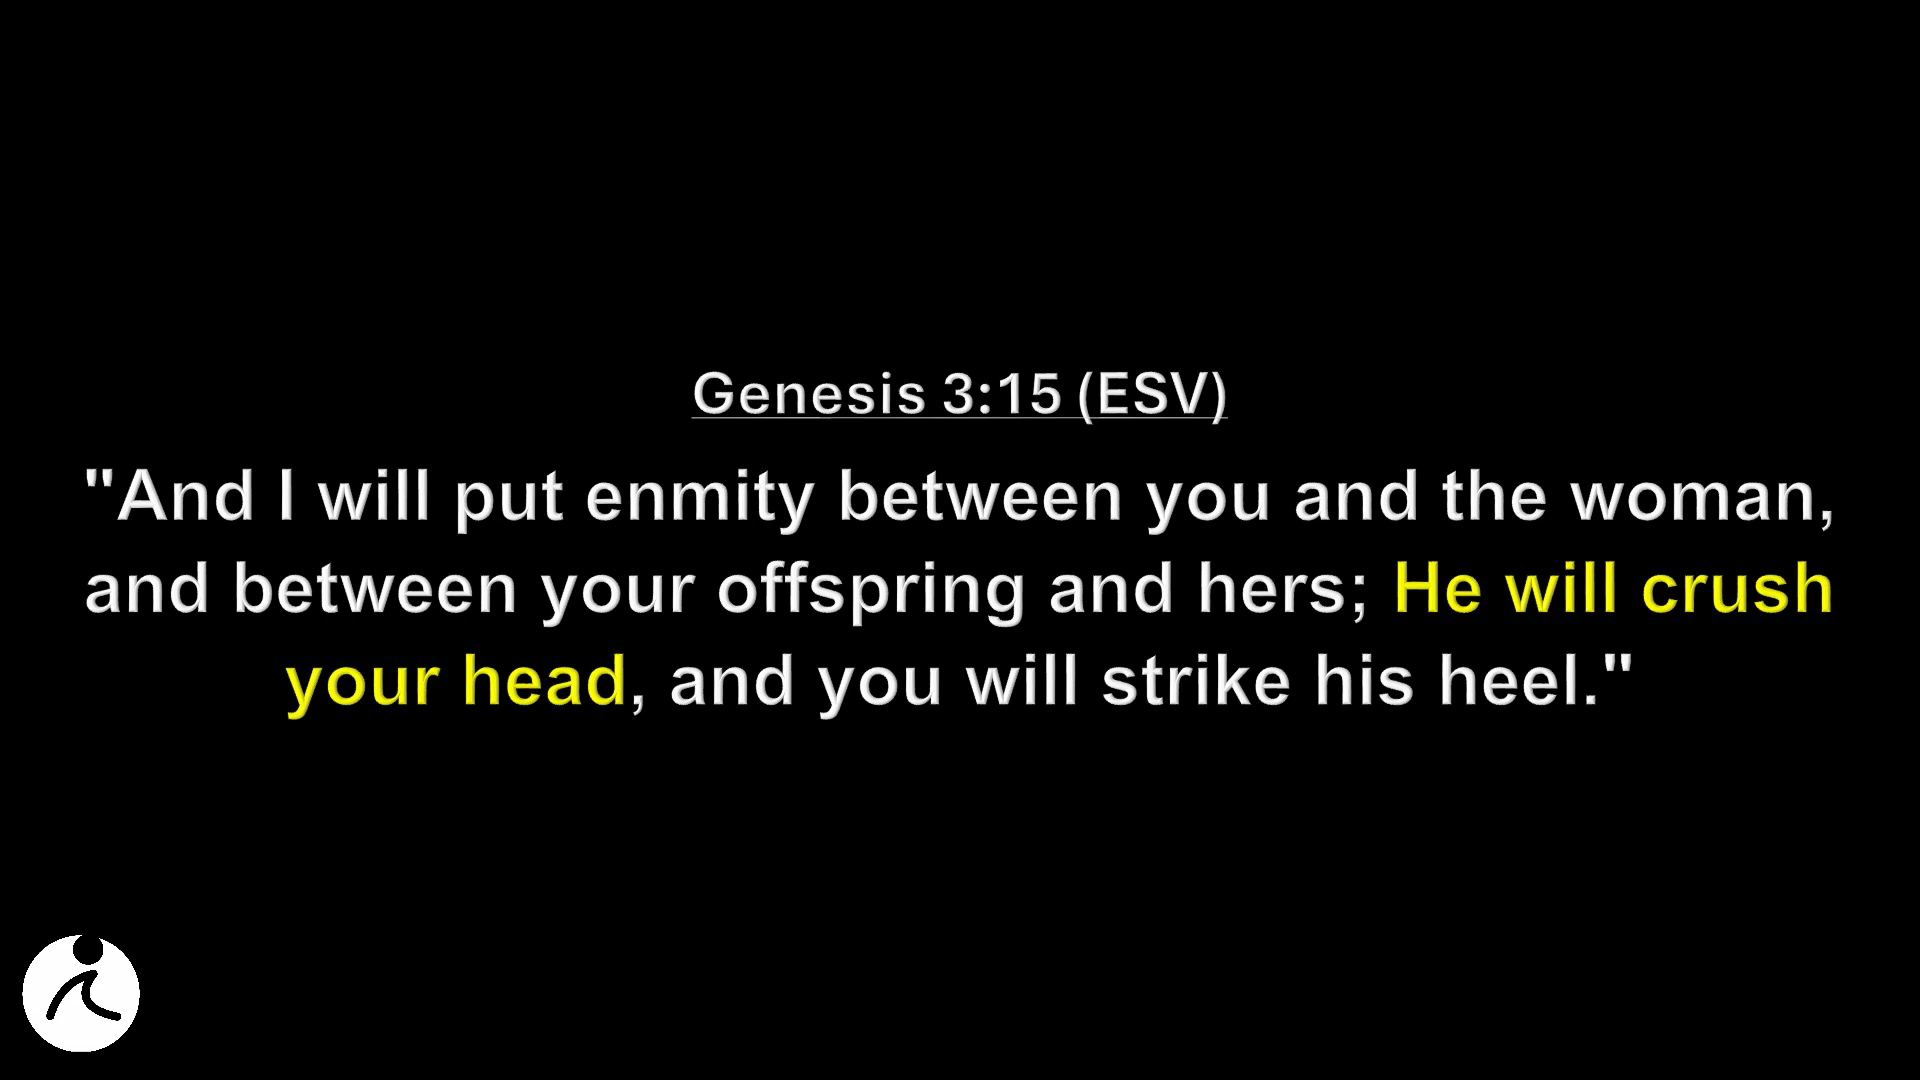 Genesis 3:15 (ESV)
"And I will put enmity between you and the woman,
and between your offspring and hers; He will crush
your head, and you will strike his heel."